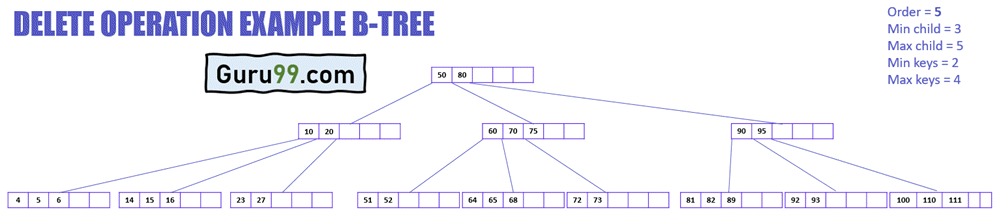 DELETE OPERATION EXAMPLE B-TREE
Order = 5
Min child = 3
Max child = 5
Min keys = 2
Max keys = 4
Guru99.com
50 80
10 20
60 70 75
90 95
4 5 6
14 15 16
23 27
51 52
64 65 68
72 73
81 82 89
92 93
100 110 111